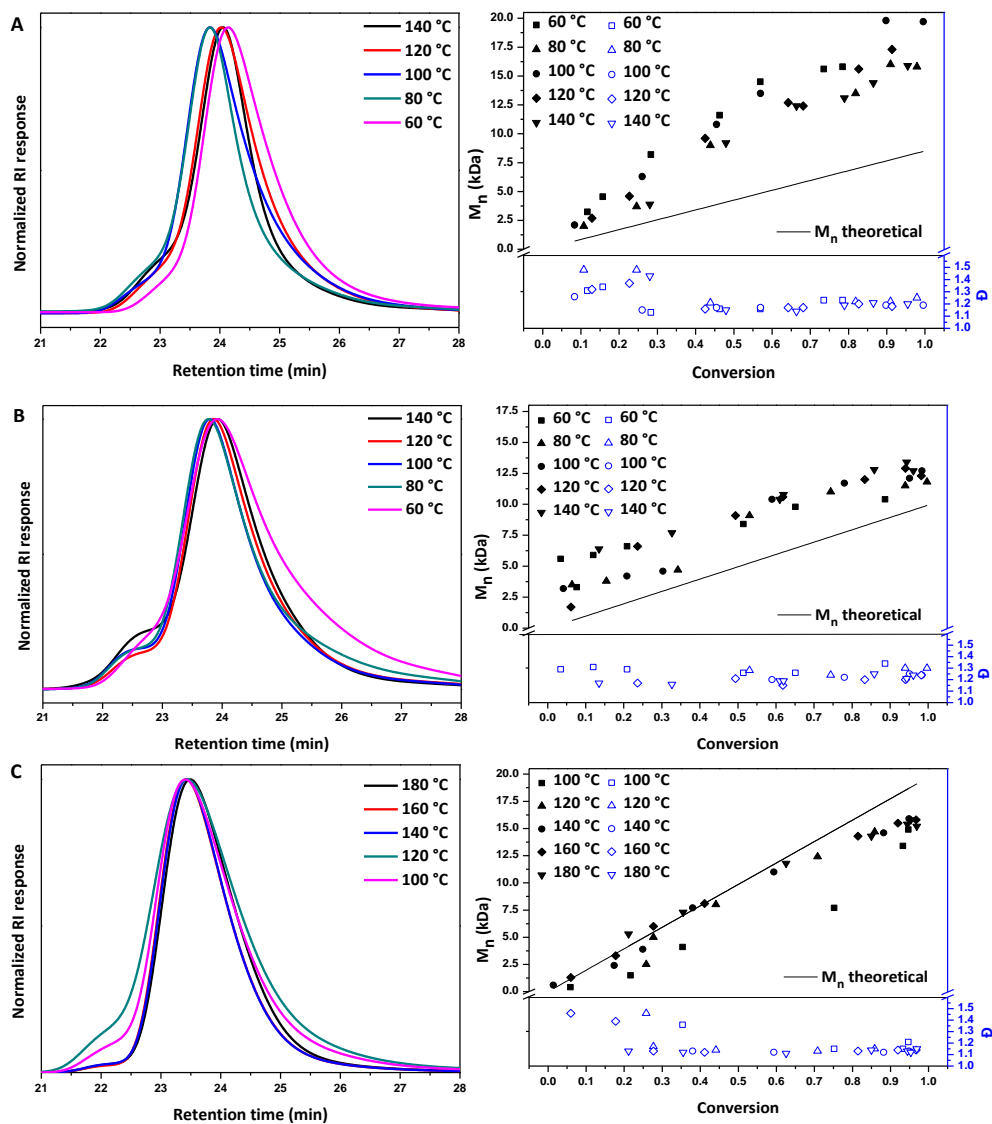 A
140 °C
120 °C
100 °C
80 °C
60 °C
Normalized RI response
21 22 23 24 25 26 27 28
Retention time (min)
20.0
17.5
15.0
12.5
10.0
7.5
5.0
2.5
0.0
Mn (kDa)
60 °C 60 °C
80 °C 80 °C
100 °C 100 °C
120 °C 120 °C
140 °C 140 °C
Mn theoretical
1.5
1.4
1.3
1.2
1.1
1.0
Đ
0.0 0.1 0.2 0.3 0.4 0.5 0.6 0.7 0.8 0.9 1.0
Conversion
B
140 °C
120 °C
100 °C
80 °C
60 °C
Normalized RI response
21 22 23 24 25 26 27 28
Retention time (min)
17.5
15.0
12.5
10.0
7.5
5.0
2.5
0.0
Mn (kDa)
60 °C 60 °C
80 °C 80 °C
100 °C 100 °C
120 °C 120 °C
140 °C 140 °C
Mn theoretical
1.5
1.4
1.3
1.2
1.1
1.0
Đ
0.0 0.1 0.2 0.3 0.4 0.5 0.6 0.7 0.8 0.9 1.0
Conversion
C
180 °C
160 °C
140 °C
120 °C
100 °C
Normalized RI response
21 22 23 24 25 26 27 28
Retention time (min)
20.0
17.5
15.0
12.5
10.0
7.5
5.0
2.5
0.0
Mn (kDa)
100 °C 100 °C
120 °C 120 °C
140 °C 140 °C
160 °C 160 °C
180 °C 180 °C
Mn theoretical
1.5
1.4
1.3
1.2
1.1
1.0
Đ
0.0 0.1 0.2 0.3 0.4 0.5 0.6 0.7 0.8 0.9 1.0
Conversion